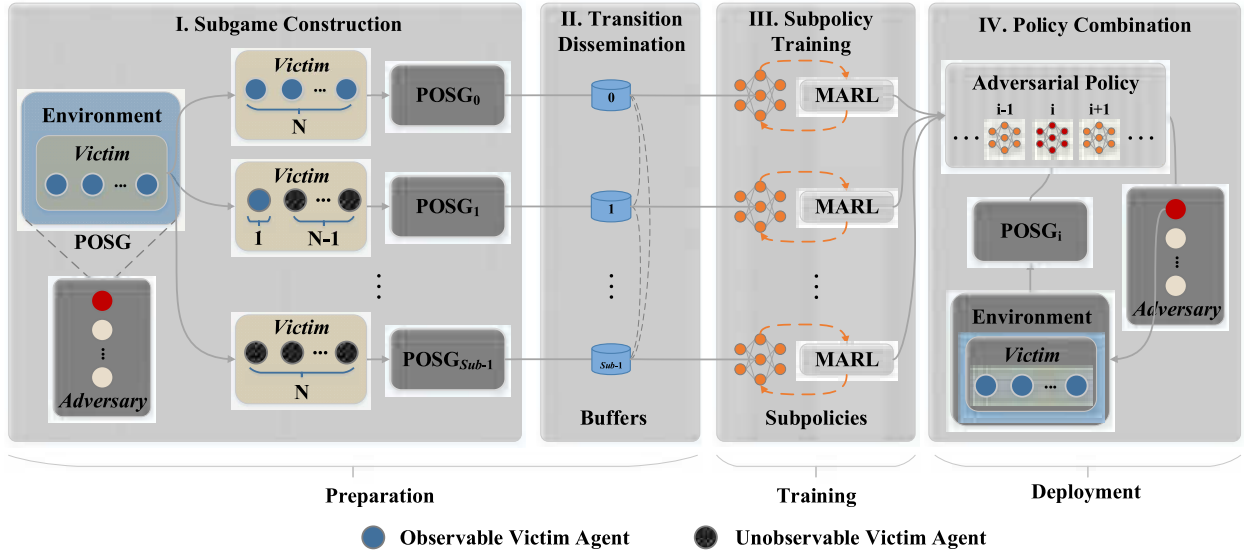 I. Subgame Construction
Environment
Victim
...
POSG
...
Adversary
Victim
...
N
POSG0
Victim
...
1
N-1
POSG1
...
Victim
...
N
POSGSub-1
II. Transition
Dissemination
0
1
...
Sub-1
Buffers
III. Subpolicy
Training
MARL
MARL
...
MARL
Subpolicies
IV. Policy Combination
Adversarial Policy
i-1 i i+1
... ...
POSGi
...
Adversary
Environment
Victim
...
Preparation
Training
Deployment
Observable Victim Agent
Unobservable Victim Agent